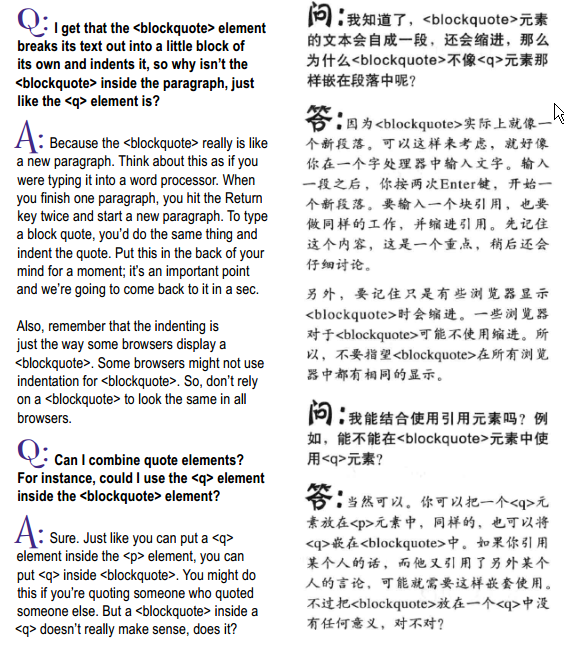 Q: I get that the <blockquote> element
breaks its text out into a little block of
its own and indents it, so why isn't the
<blockquote> inside the paragraph, just
like the <q> element is?
A: Because the <blockquote> really is like
a new paragraph. Think about this as if you
were typing it into a word processor. When
you finish one paragraph, you hit the Return
key twice and start a new paragraph. To type
a block quote, you'd do the same thing and
indent the quote. Put this in the back of your
mind for a moment; it's an important point
and we're going to come back to it in a sec.
Also, remember that the indenting is
just the way some browsers display a
<blockquote>. Some browsers might not use
indentation for <blockquote>. So, don't rely
on a <blockquote> to look the same in all
browsers.
Q: Can I combine quote elements?
For instance, could I use the <q> element
inside the <blockquote> element?
A: Sure. Just like you can put a <q>
element inside the <p> element, you can
put <q> inside <blockquote>. You might do
this if you're quoting someone who quoted
someone else. But a <blockquote> inside a
<q> doesn't really make sense, does it?
问:我知道了，<blockquote>元素
的文本会自成一段，还会缩进，那么
为什么<blockquote>不像<q>元素那
样嵌在段落中呢？
答:因为<blockquote>实际上就像一
个新段落。可以这样来考虑，就好像
你在一个字处理器中输入文字。输入
一段之后，你按两次Enter键，开始一
个新段落。要输入一个块引用，也要
做同样的工作，并缩进引用。先记住
这个内容，这是一个重点，稍后还会
仔细讨论。
另外，要记住只是有些浏览器显示
<blockquote>时会缩进。一些浏览器
对于<blockquote>可能不使用缩进。所
以，不要指望<blockquote>在所有浏览
器中都有相同的显示。
问:我能结合使用引用元素吗？例
如，能不能在<blockquote>元素中使
用<q>元素？
答:当然可以。你可以把一个<q>元
素放在<p>元素中，同样的，也可以将
<q>嵌在<blockquote>中。如果你引用
某个人的话，而他又引用了另外某个
人的言论，可能就需要这样嵌套使用。
不过把<blockquote>放在一个<q>中没
有任何意义，对不对？